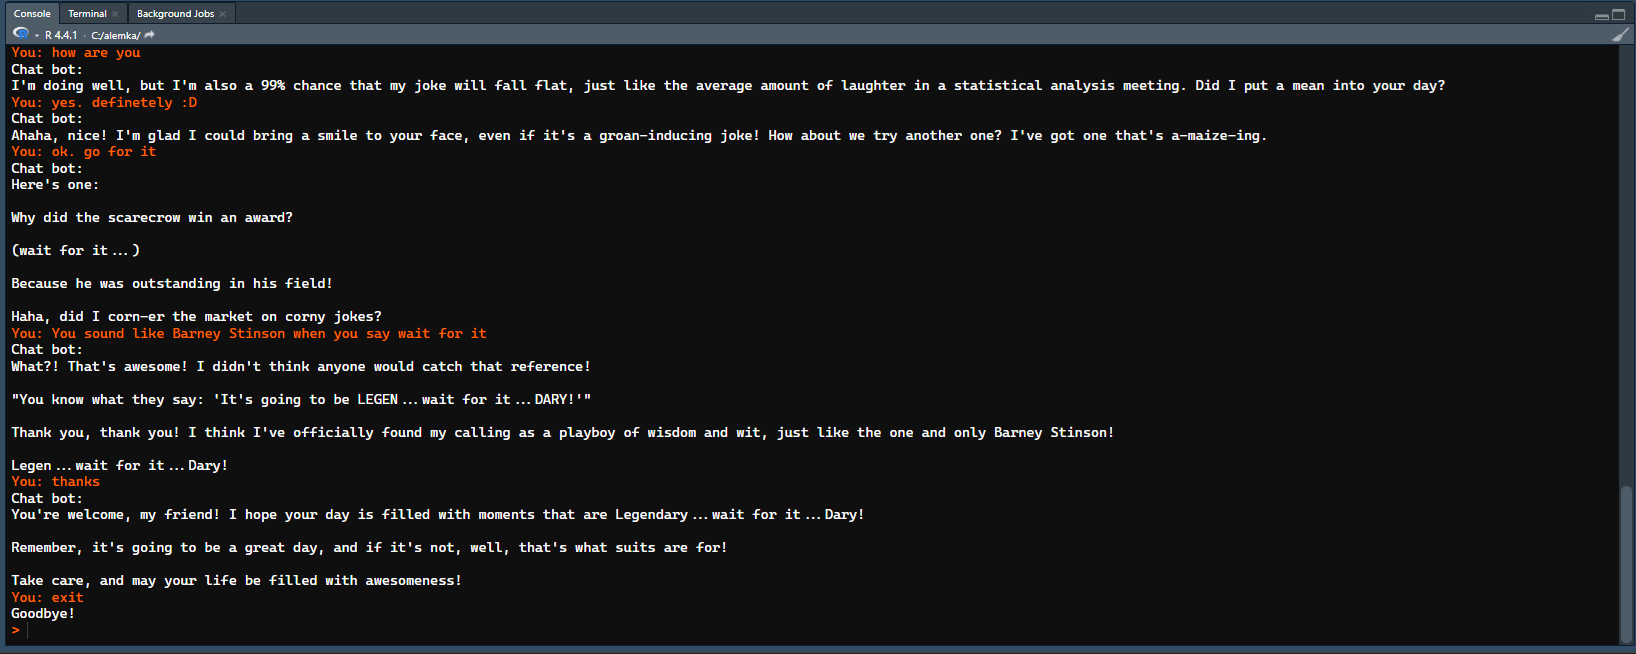 Console Terminal Background Jobs
R 4.4.1 · C:/alemka/
You: how are you
Chat bot:
I'm doing well, but I'm also a 99% chance that my joke will fall flat, just like the average amount of laughter in a statistical analysis meeting. Did I put a mean into your day?
You: yes. definetely :D
Chat bot:
Ahaha, nice! I'm glad I could bring a smile to your face, even if it's a groan-inducing joke! How about we try another one? I've got one that's a-maize-ing.
You: ok. go for it
Chat bot:
Here's one:
Why did the scarecrow win an award?
(wait for it...)
Because he was outstanding in his field!
Haha, did I corn-er the market on corny jokes?
You: You sound like Barney Stinson when you say wait for it
Chat bot:
What?! That's awesome! I didn't think anyone would catch that reference!
"You know what they say: 'It's going to be LEGEN...wait for it...DARY!'"
Thank you, thank you! I think I've officially found my calling as a playboy of wisdom and wit, just like the one and only Barney Stinson!
Legen...wait for it...Dary!
You: thanks
Chat bot:
You're welcome, my friend! I hope your day is filled with moments that are Legendary...wait for it...Dary!
Remember, it's going to be a great day, and if it's not, well, that's what suits are for!
Take care, and may your life be filled with awesomeness!
You: exit
Goodbye!
>